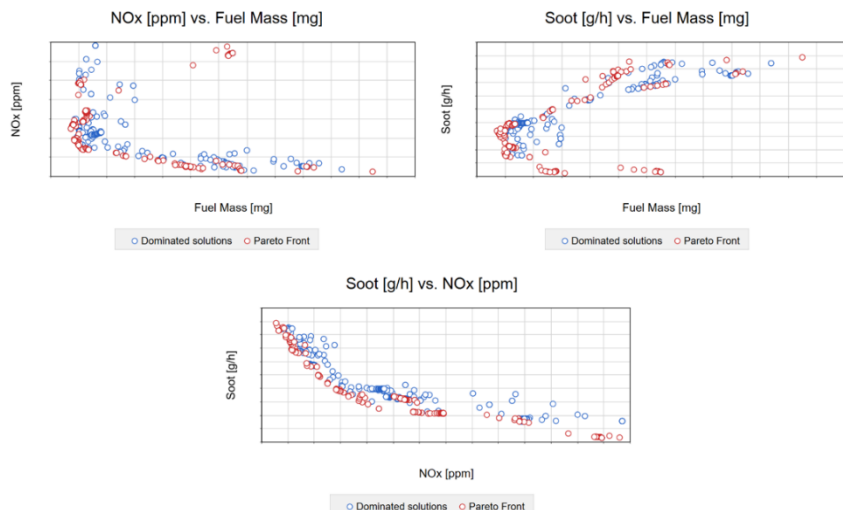 NOx [ppm] vs. Fuel Mass [mg]
NOx [ppm]
Fuel Mass [mg]
Dominated solutions Pareto Front
Soot [g/h] vs. Fuel Mass [mg]
Soot [g/h]
Fuel Mass [mg]
Dominated solutions Pareto Front
Soot [g/h] vs. NOx [ppm]
Soot [g/h]
NOx [ppm]
Dominated solutions Pareto Front